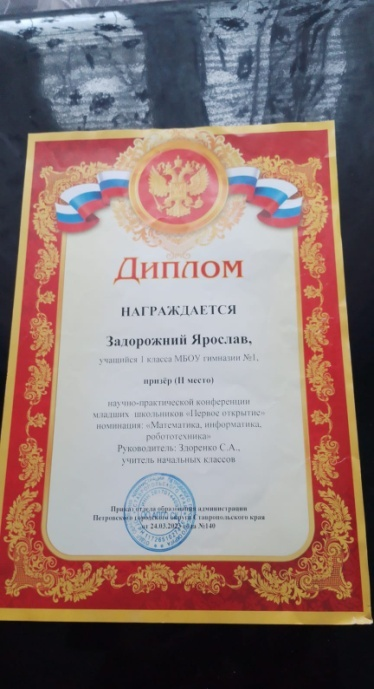 Диплом
НАГРАЖДАЕТСЯ
Задорожний Ярослав,
учащийся 1 класса МБОУ гимназии №1,
призёр (II место)
научно-практической конференции
младших школьников «Первое открытие»
номинация: «Математика, информатика,
робототехника»
Руководитель: Здоренко С.А.,
учитель начальных классов
Приказ отдела образования администрации
Петровского городского округа Ставропольского края
от 24.03.2023 года №140